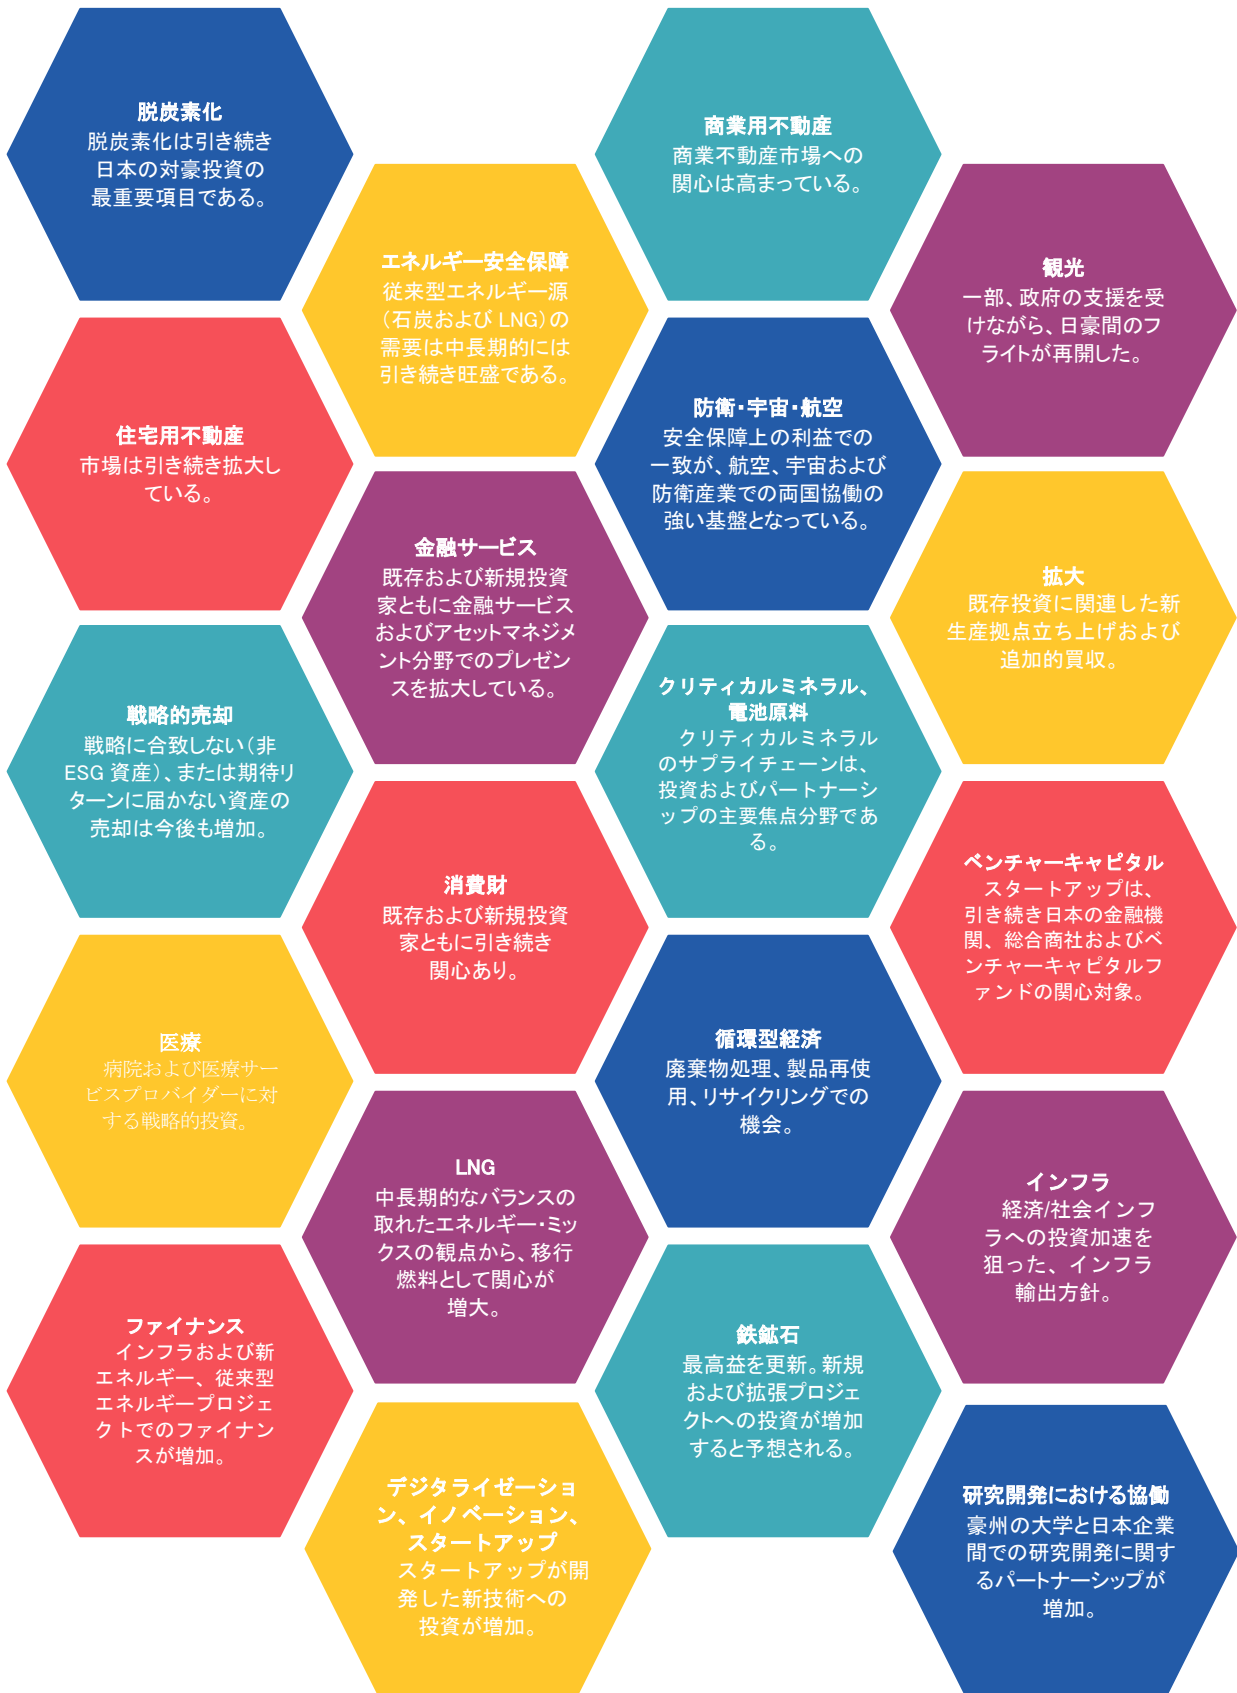 脱炭素化
脱炭素化は引き続き
日本の対豪投資の
最重要項目である。
商業用不動産
商業不動産市場への
関心は高まっている。
エネルギー安全保障
従来型エネルギー源
（石炭および LNG）の
需要は中長期的には
引き続き旺盛である。
観光
一部、政府の支援を受
けながら、日豪間のフ
ライトが再開した。
住宅用不動産
市場は引き続き拡大し
ている。
防衛・宇宙・航空
安全保障上の利益での
一致が、航空、宇宙および
防衛産業での両国協働の
強い基盤となっている。
金融サービス
既存および新規投資
家ともに金融サービス
およびアセットマネジメ
ント分野でのプレゼン
スを拡大している。
拡大
既存投資に関連した新
生産拠点立ち上げおよび
追加的買収。
戦略的売却
戦略に合致しない（非
ESG 資産）、または期待リ
ターンに届かない資産の
売却は今後も増加。
クリティカルミネラル、
電池原料
クリティカルミネラル
のサプライチェーンは、
投資およびパートナーシ
ップの主要焦点分野であ
る。
消費財
既存および新規投資
家ともに引き続き
関心あり。
ベンチャーキャピタル
スタートアップは、
引き続き日本の金融機
関、総合商社およびベ
ンチャーキャピタルフ
ァンドの関心対象。
医療
病院および医療サー
ビスプロバイダーに対
する戦略的投資。
循環型経済
廃棄物処理、製品再使
用、リサイクリングでの
機会。
LNG
中長期的なバランスの
取れたエネルギー・ミッ
クスの観点から、移行
燃料として関心が
増大。
インフラ
経済/社会インフ
ラへの投資加速を
狙った、インフラ
輸出方針。
ファイナンス
インフラおよび新
エネルギー、従来型
エネルギープロジェ
クトでのファイナン
スが増加。
鉄鉱石
最高益を更新。新規
および拡張プロジェ
クトへの投資が増加
すると予想される。
デジタライゼーショ
ン、イノベーション、
スタートアップ
スタートアップが開
発した新技術への
投資が増加。
研究開発における協働
豪州の大学と日本企業
間での研究開発に関す
るパートナーシップが
増加。